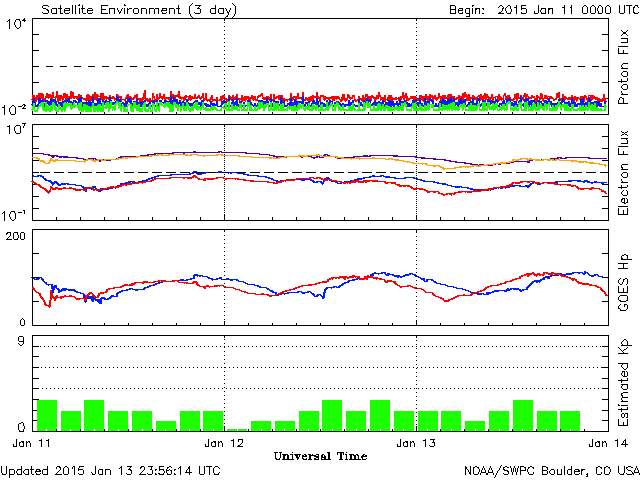 Satellite Environment (3 day) Begin: 2015 Jan 11 0000 UTC
10^4
10^-2
Proton Flux
10^7
10^-1
Electron Flux
200
0
GOES Hp
9
0
Estimated Kp
Jan 11 Jan 12 Jan 13 Jan 14
Universal Time
Updated 2015 Jan 13 23:56:14 UTC NOAA/SWPC Boulder, CO USA